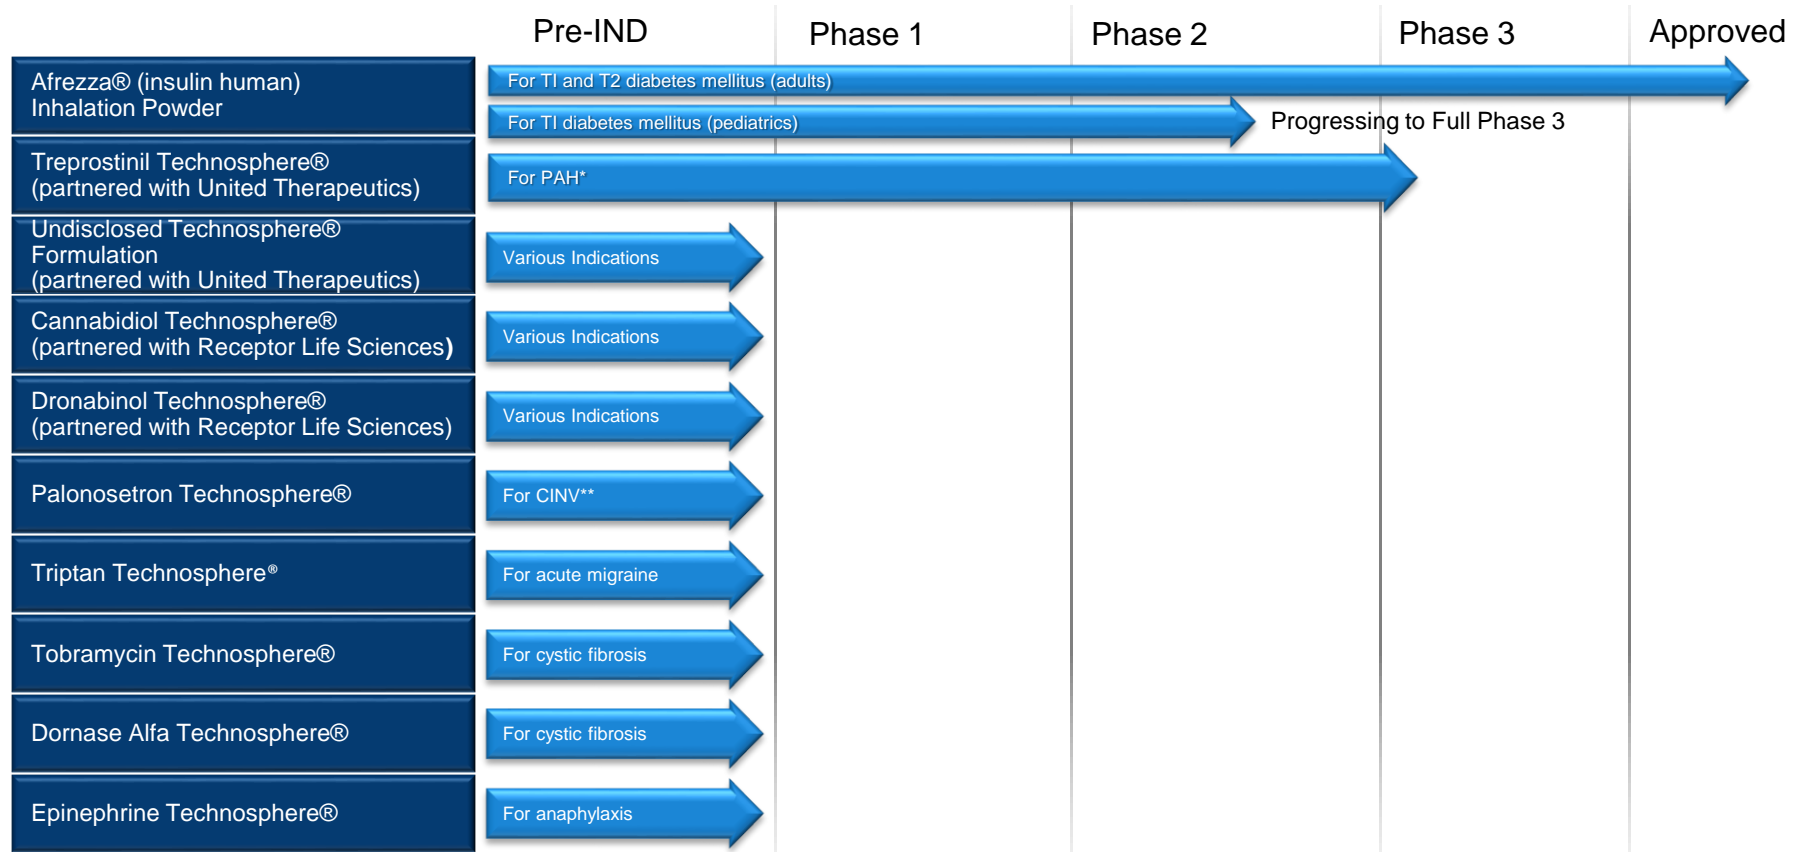 Pre-IND Phase 1 Phase 2 Phase 3 Approved
Afrezza® (insulin human)
Inhalation Powder
For TI and T2 diabetes mellitus (adults)
For TI diabetes mellitus (pediatrics)
Progressing to Full Phase 3
Treprostinil Technosphere®
(partnered with United Therapeutics)
For PAH*
Undisclosed Technosphere®
Formulation
(partnered with United Therapeutics)
Various Indications
Cannabidiol Technosphere®
(partnered with Receptor Life Sciences)
Various Indications
Dronabinol Technosphere®
(partnered with Receptor Life Sciences)
Various Indications
Palonosetron Technosphere®
For CINV**
Triptan Technosphere®
For acute migraine
Tobramycin Technosphere®
For cystic fibrosis
Dornase Alfa Technosphere®
For cystic fibrosis
Epinephrine Technosphere®
For anaphylaxis